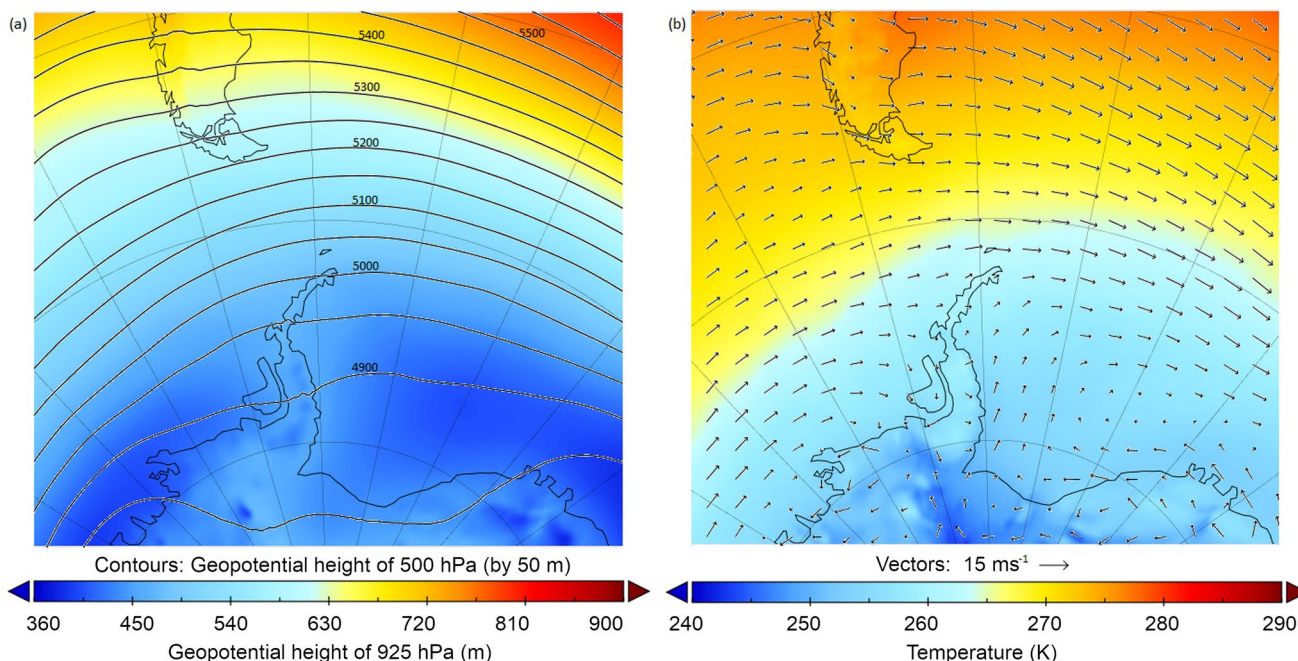 (a)
5400
5500
5300
5200
5100
5000
4900
Contours: Geopotential height of 500 hPa (by 50 m)
360 450 540 630 720 810 900
Geopotential height of 925 hPa (m)
(b)
Vectors: 15 ms⁻¹ →
240 250 260 270 280 290
Temperature (K)